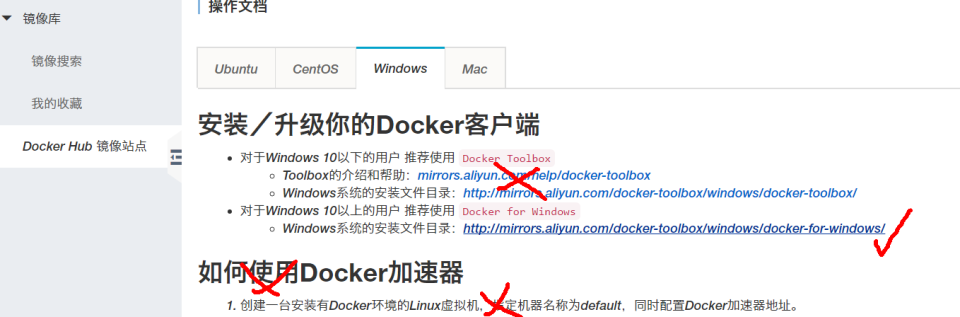 操作文档
镜像库
镜像搜索
我的收藏
Docker Hub 镜像站点
Ubuntu CentOS Windows Mac
安装／升级你的Docker客户端
对于Windows 10以下的用户 推荐使用 Docker Toolbox
Toolbox的介绍和帮助：mirrors.aliyun.com/help/docker-toolbox
Windows系统的安装文件目录：http://mirrors.aliyun.com/docker-toolbox/windows/docker-toolbox/
对于Windows 10以上的用户 推荐使用 Docker for Windows
Windows系统的安装文件目录：http://mirrors.aliyun.com/docker-toolbox/windows/docker-for-windows/
如何使用Docker加速器
1. 创建一台安装有Docker环境的Linux虚拟机，指定机器名称为default，同时配置Docker加速器地址。